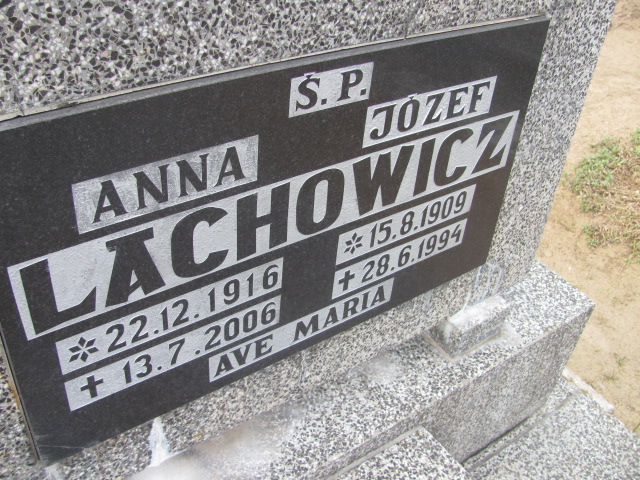 Ś.P.
ANNA JÓZEF
LACHOWICZ
* 22.12.1916 * 15.8.1909
+ 13.7.2006 + 28.6.1994
AVE MARIA